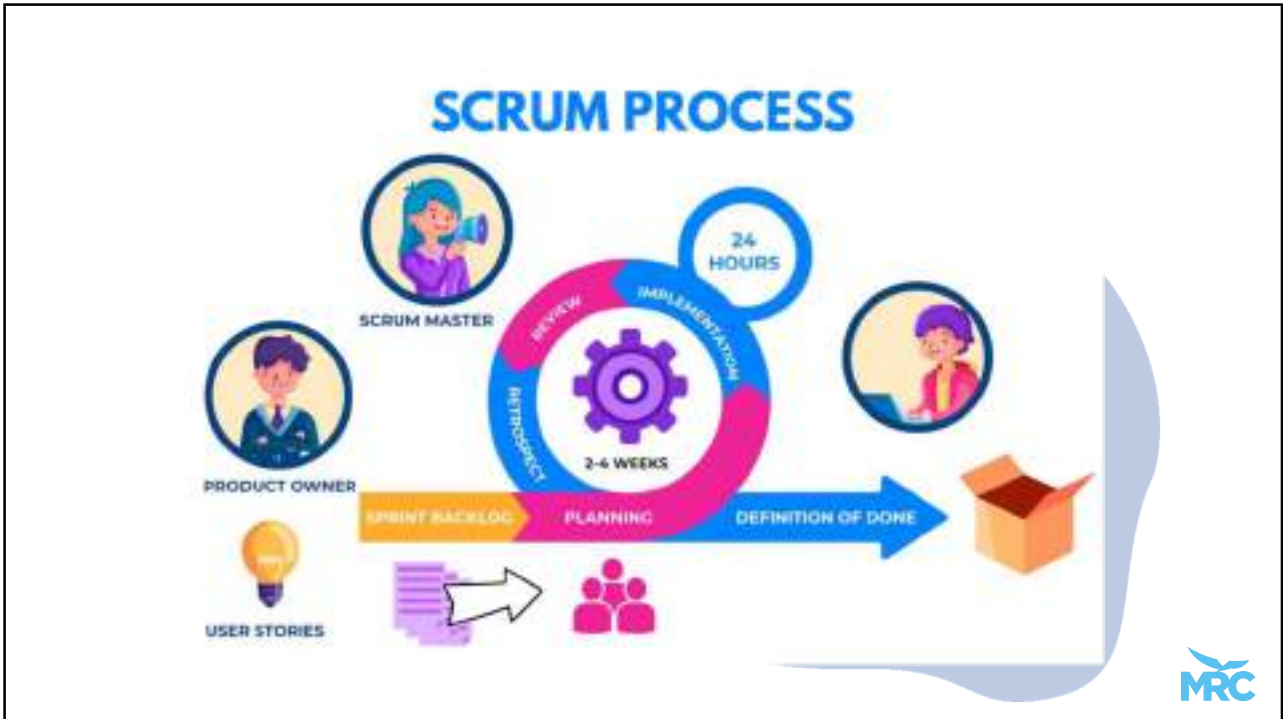 SCRUM PROCESS
24
HOURS
SCRUM MASTER
REVIEW
IMPLEMENTATION
RETROSPECT
2-4 WEEKS
PRODUCT OWNER
SPRINT BACKLOG
PLANNING
DEFINITION OF DONE
USER STORIES
MRC